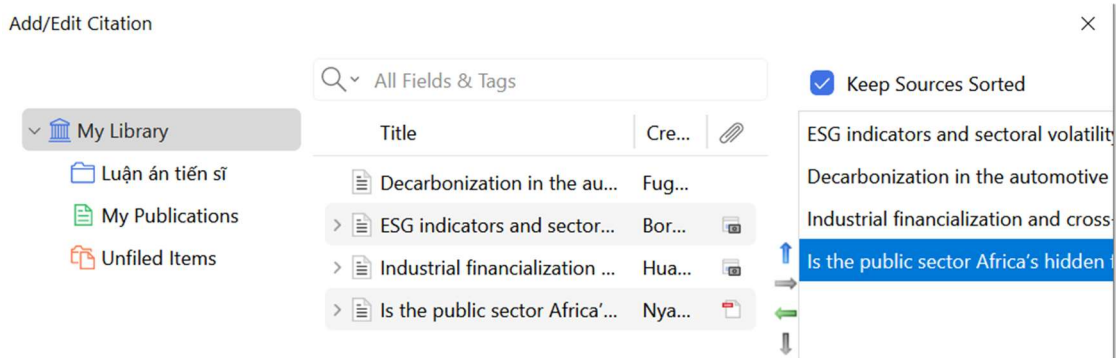 Add/Edit Citation
All Fields & Tags
Keep Sources Sorted
My Library
Luận án tiến sĩ
My Publications
Unfiled Items
Title Cre...
Decarbonization in the au... Fug...
ESG indicators and sector... Bor...
Industrial financialization ... Hua...
Is the public sector Africa’... Nya...
ESG indicators and sectoral volatility
Decarbonization in the automotive
Industrial financialization and cross-
Is the public sector Africa’s hidden